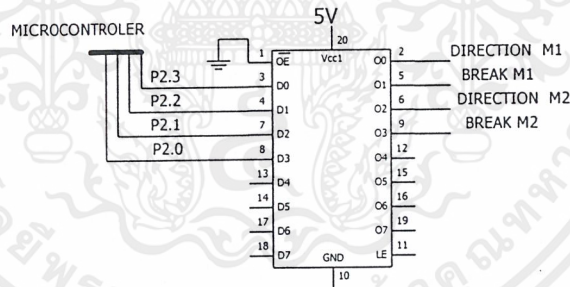 5V
MICROCONTROLER
20
Vcc1
1
OE
2
O0
DIRECTION M1
P2.3
3
D0
5
O1
BREAK M1
P2.2
4
D1
6
O2
DIRECTION M2
P2.1
7
D2
9
O3
BREAK M2
P2.0
8
D3
12
O4
13
D4
15
O5
14
D5
16
O6
17
D6
19
O7
18
D7
11
LE
GND
10